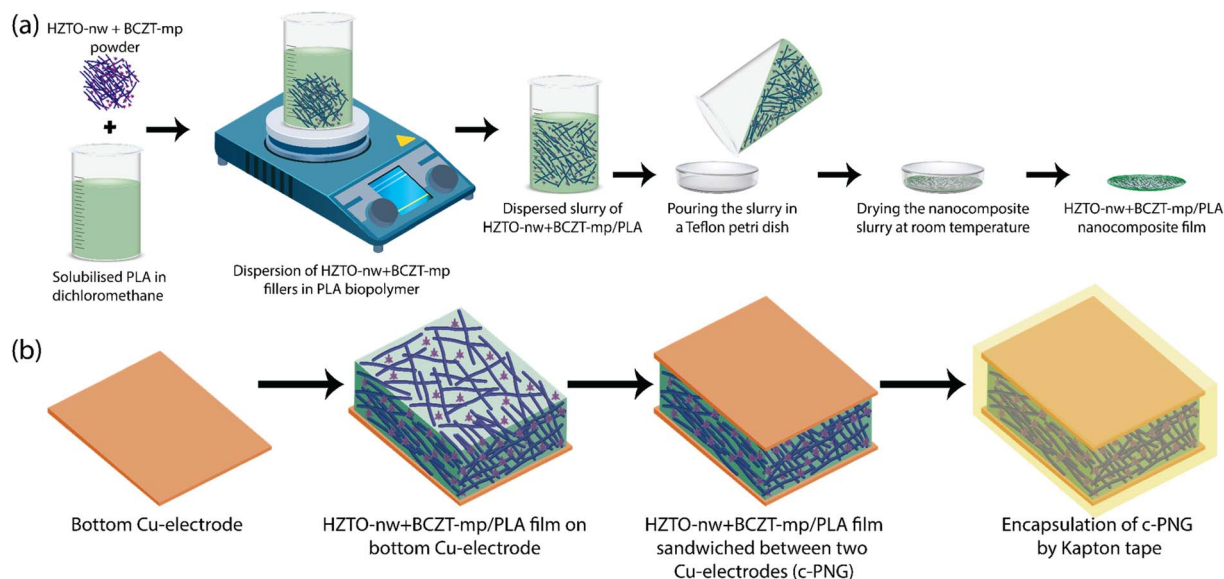 (a)
HZTO-nw + BCZT-mp
powder
+
Solubilised PLA in
dichloromethane
Dispersion of HZTO-nw+BCZT-mp
fillers in PLA biopolymer
Dispersed slurry of
HZTO-nw+BCZT-mp/PLA
Pouring the slurry in
a Teflon petri dish
Drying the nanocomposite
slurry at room temperature
HZTO-nw+BCZT-mp/PLA
nanocomposite film
(b)
Bottom Cu-electrode
HZTO-nw+BCZT-mp/PLA film on
bottom Cu-electrode
HZTO-nw+BCZT-mp/PLA film
sandwiched between two
Cu-electrodes (c-PNG)
Encapsulation of c-PNG
by Kapton tape